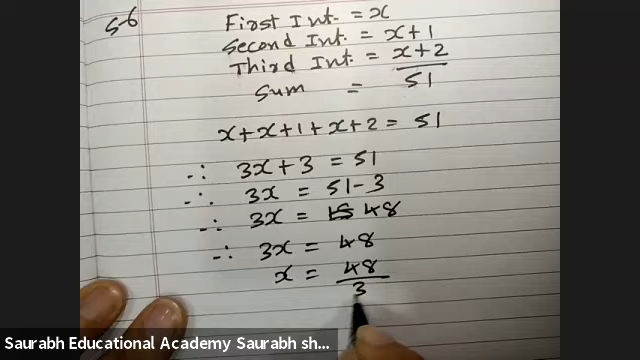 5-6
First Int. = x
Second Int. = x+1
Third Int. = x+2
Sum = 51
x+x+1+x+2 = 51
∴ 3x+3 = 51
∴ 3x = 51-3
∴ 3x = 48
∴ 3x = 48
x = 48/3
Saurabh Educational Academy Saurabh sh...